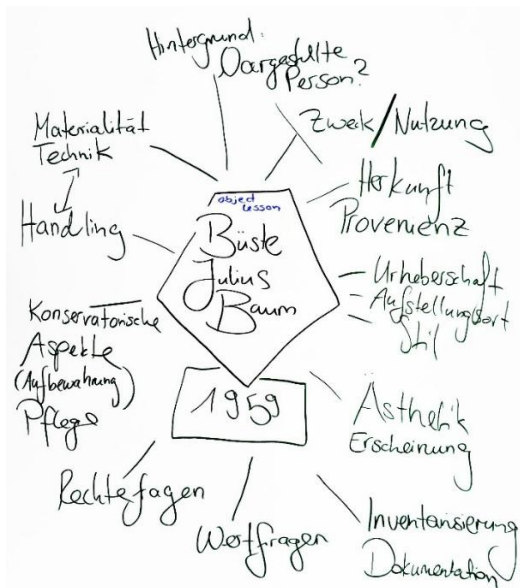 Hintergrund:
Dargestellte
Person?
Zweck/Nutzung
Materialität
Technik
Herkunft
Provenienz
Handling
object
lesson
Büste
Julius
Baum
Urheberschaft
Aufstellungsort
Stil
Konservatorische
Aspekte
(Aufbewahrung)
Pflege
1959
Ästhetik
Erscheinung
Rechtefragen
Wertfragen
Inventarisierung
Dokumentation